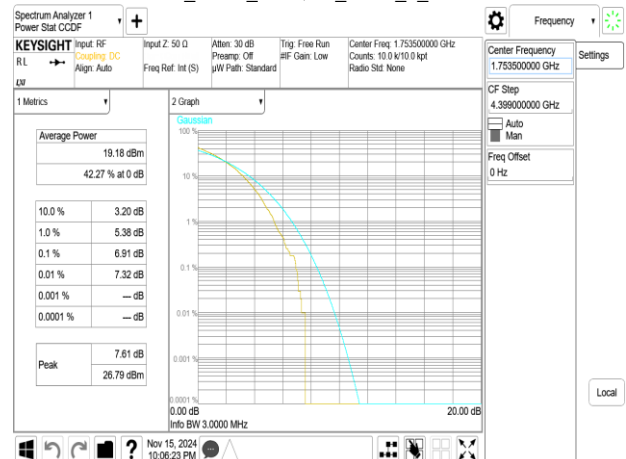 Spectrum Analyzer 1
Power Stat CCDF
Frequency
KEYSIGHT
RL
LXI
Input: RF
Coupling: DC
Align: Auto
Input Z: 50 Ω
Freq Ref: Int (S)
Atten: 30 dB
Preamp: Off
µW Path: Standard
Trig: Free Run
#IF Gain: Low
Center Freq: 1.753500000 GHz
Counts: 10.0 k/10.0 kpt
Radio Std: None
Center Frequency
1.753500000 GHz
Settings
CF Step
4.399000000 GHz
Auto
Man
Freq Offset
0 Hz
1 Metrics
2 Graph
Average Power
19.18 dBm
42.27 % at 0 dB
10.0 % 3.20 dB
1.0 % 5.38 dB
0.1 % 6.91 dB
0.01 % 7.32 dB
0.001 % — dB
0.0001 % — dB
Peak
7.61 dB
26.79 dBm
Gaussian
100 %
10 %
1 %
0.1 %
0.01 %
0.001 %
0.0001 %
0.00 dB 20.00 dB
Info BW 3.0000 MHz
Local
Nov 15, 2024
10:06:23 PM